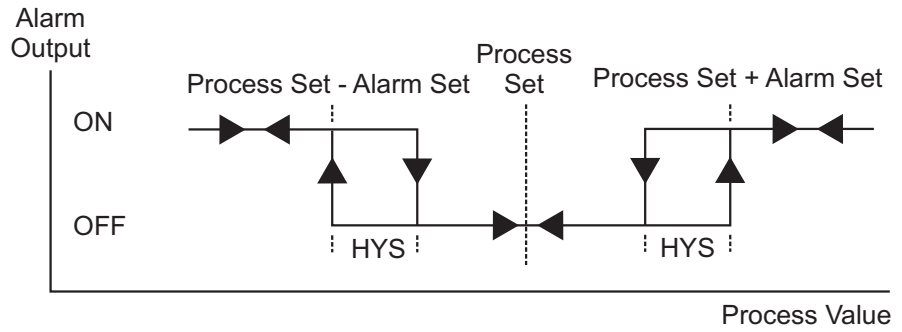 Alarm
Output
Process
Set
Process Set - Alarm Set
Process Set + Alarm Set
ON
OFF
HYS
HYS
Process Value